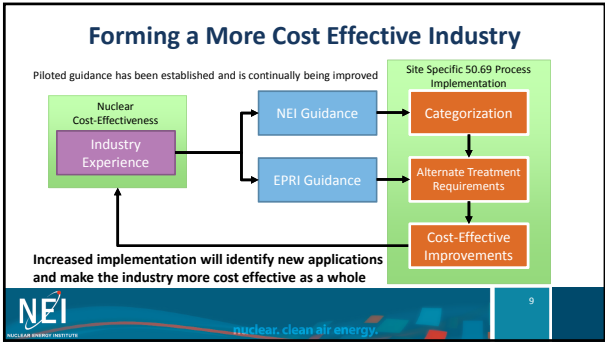 Forming a More Cost Effective Industry
Piloted guidance has been established and is continually being improved
Site Specific 50.69 Process
Implementation
Nuclear
Cost-Effectiveness
Industry
Experience
NEI Guidance
Categorization
EPRI Guidance
Alternate Treatment
Requirements
Cost-Effective
Improvements
Increased implementation will identify new applications
and make the industry more cost effective as a whole
NEI
NUCLEAR ENERGY INSTITUTE
nuclear. clean air energy.
9